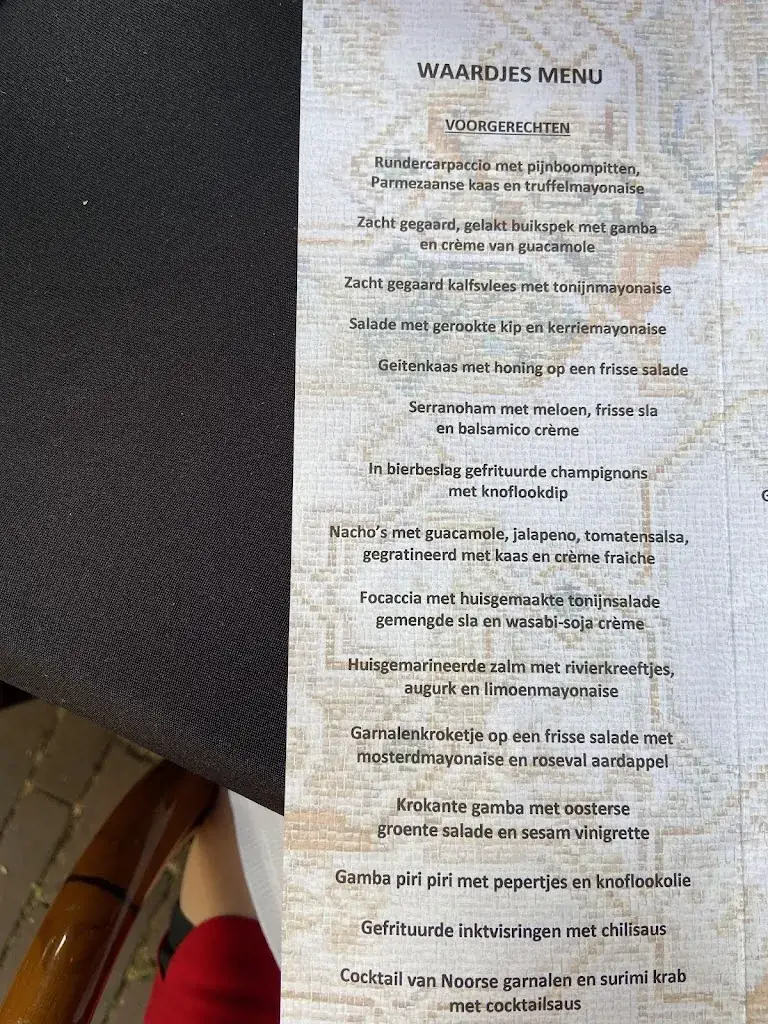 WAARDJES MENU
VOORGERECHTEN
Rundercarpaccio met pijnboompitten,
Parmezaanse kaas en truffelmayonaise
Zacht gegaard, gelakt buikspek met gamba
en crème van guacamole
Zacht gegaard kalfsvlees met tonijnmayonaise
Salade met gerookte kip en kerriemayonaise
Geitenkaas met honing op een frisse salade
Serranoham met meloen, frisse sla
en balsamico crème
In bierbeslag gefrituurde champignons
met knoflookdip
Nacho's met guacamole, jalapeno, tomatensalsa,
gegratineerd met kaas en crème fraiche
Focaccia met huisgemaakte tonijnsalade
gemengde sla en wasabi-soja crème
Huisgemarineerde zalm met rivierkreeftjes,
augurk en limoenmayonaise
Garnalenkroketje op een frisse salade met
mosterdmayonaise en roseval aardappel
Krokante gamba met oosterse
groente salade en sesam vinigrette
Gamba piri piri met pepertjes en knoflookolie
Gefrituurde inktvisringen met chilisaus
Cocktail van Noorse garnalen en surimi krab
met cocktailsaus